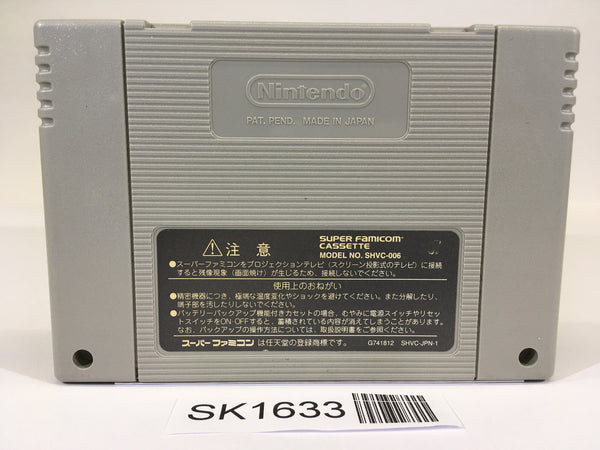 Nintendo
PAT. PEND. MADE IN JAPAN
⚠注意
SUPER FAMICOM
CASSETTE
MODEL NO. SHVC-006
●スーパーファミコンをプロジェクションテレビ（スクリーン投影式のテレビ）に接続
すると残像現象（画面焼け）が生じるため、接続しないでください。
使用上のおねがい
●精密機器につき、極端な温度変化やショックを避けてください。また分解したり、
端子部を汚したりしないでください。
●バッテリーバックアップ機能付きカセットの場合、むやみに電源スイッチやリセッ
トスイッチをON-OFFすると、蓄積されている内容が消えてしまうことがあります。
なお、バックアップの操作方法については、取扱説明書をご参照ください。
スーパーファミコン は任天堂の登録商標です。
G741812 SHVC-JPN-1
SK1633